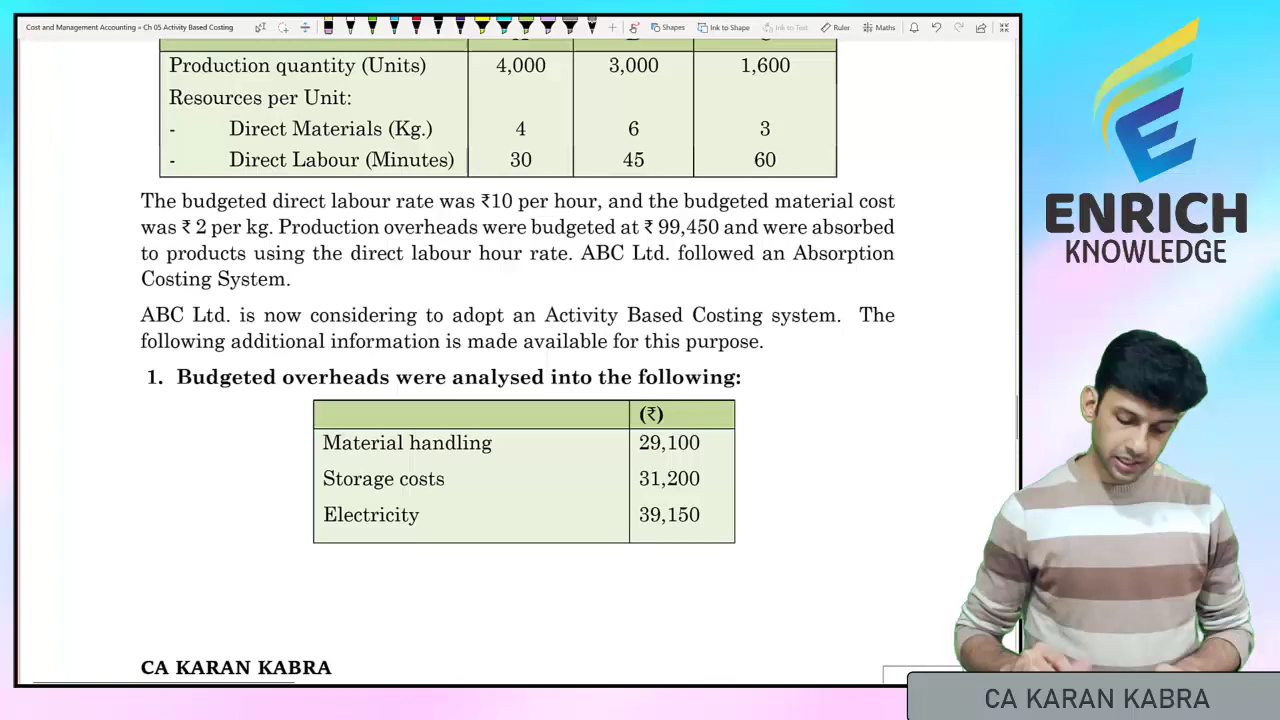 Cost and Management Accounting » Ch 05 Activity Based Costing
Shapes
Ink to Shape
Ink to Text
Ruler
Maths
Production quantity (Units) 4,000 3,000 1,600
Resources per Unit:
- Direct Materials (Kg.) 4 6 3
- Direct Labour (Minutes) 30 45 60
The budgeted direct labour rate was ₹10 per hour, and the budgeted material cost
was ₹ 2 per kg. Production overheads were budgeted at ₹ 99,450 and were absorbed
to products using the direct labour hour rate. ABC Ltd. followed an Absorption
Costing System.
ABC Ltd. is now considering to adopt an Activity Based Costing system. The
following additional information is made available for this purpose.
1. Budgeted overheads were analysed into the following:
(₹)
Material handling 29,100
Storage costs 31,200
Electricity 39,150
CA KARAN KABRA
ENRICH
KNOWLEDGE
CA KARAN KABRA